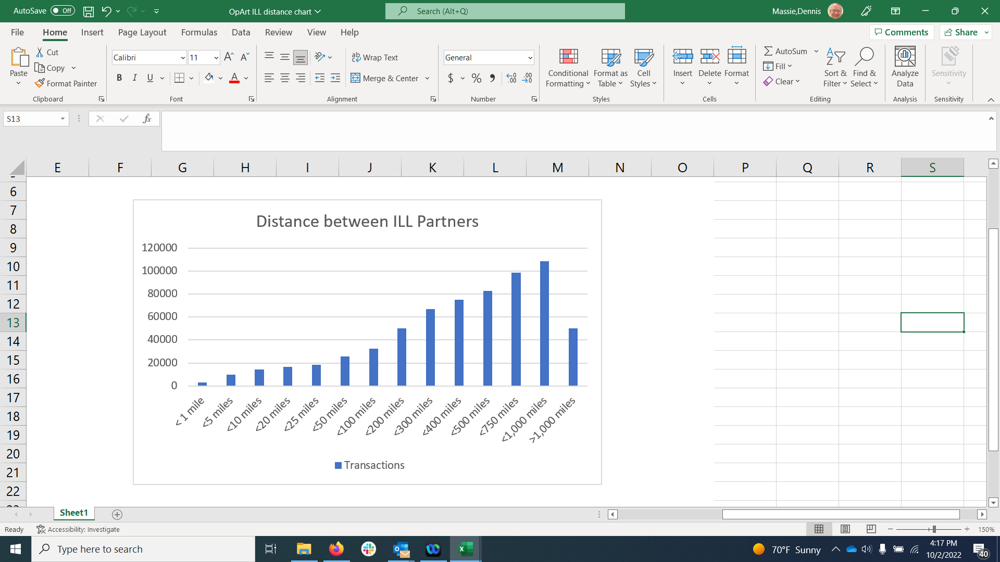 AutoSave Off OpArt ILL distance chart Search (Alt+Q) Massie,Dennis
File Home Insert Page Layout Formulas Data Review View Help Comments Share
Paste Cut Copy Format Painter Clipboard
Calibri 11 B I U A Font
Wrap Text Merge & Center Alignment
General $ % Number
Conditional Formatting Format as Table Cell Styles Styles
Insert Delete Format Cells
AutoSum Fill Clear Sort & Filter Find & Select Editing
Analyze Data Analysis
Sensitivity Sensitivity
S13 fx
E F G H I J K L M N O P Q R S
6
7
8
9
10
11
12
13
14
15
16
17
18
19
20
21
22
Distance between ILL Partners
120000
100000
80000
60000
40000
20000
0
< 1 mile <5 miles <10 miles <20 miles <25 miles <50 miles <100 miles <200 miles <300 miles <400 miles <500 miles <750 miles <1,000 miles >1,000 miles
Transactions
Sheet1
Ready Accessibility: Investigate 150%
Type here to search 70°F Sunny 4:17 PM
10/2/2022 40